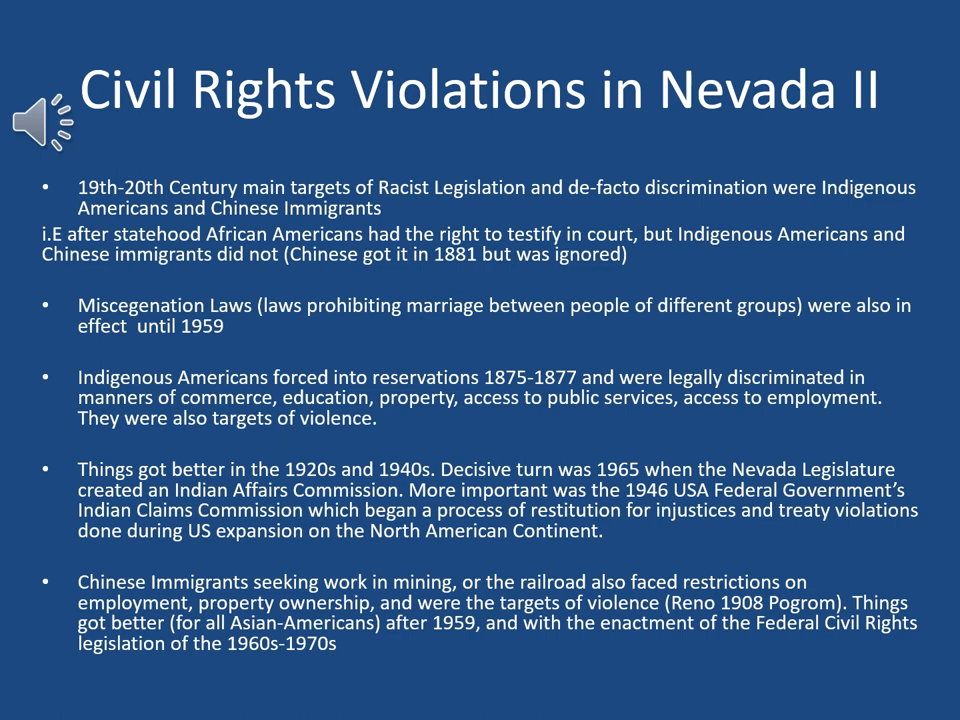 Civil Rights Violations in Nevada II
• 19th-20th Century main targets of Racist Legislation and de-facto discrimination were Indigenous
Americans and Chinese Immigrants
i.E after statehood African Americans had the right to testify in court, but Indigenous Americans and
Chinese immigrants did not (Chinese got it in 1881 but was ignored)
• Miscegenation Laws (laws prohibiting marriage between people of different groups) were also in
effect  until 1959
• Indigenous Americans forced into reservations 1875-1877 and were legally discriminated in
manners of commerce, education, property, access to public services, access to employment.
They were also targets of violence.
• Things got better in the 1920s and 1940s. Decisive turn was 1965 when the Nevada Legislature
created an Indian Affairs Commission. More important was the 1946 USA Federal Government’s
Indian Claims Commission which began a process of restitution for injustices and treaty violations
done during US expansion on the North American Continent.
• Chinese Immigrants seeking work in mining, or the railroad also faced restrictions on
employment, property ownership, and were the targets of violence (Reno 1908 Pogrom). Things
got better (for all Asian-Americans) after 1959, and with the enactment of the Federal Civil Rights
legislation of the 1960s-1970s